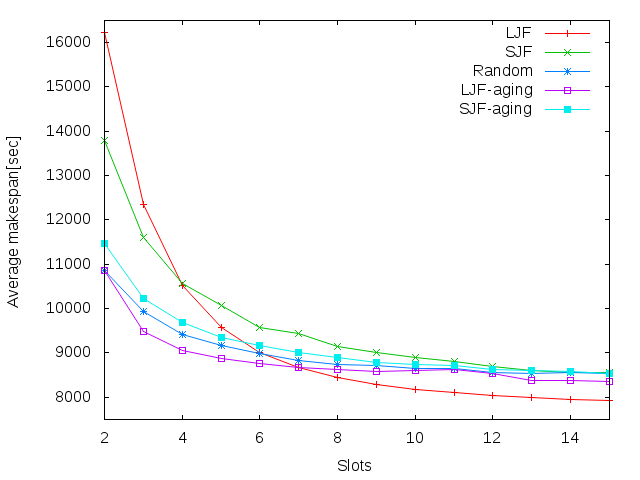 16000
15000
14000
13000
12000
11000
10000
9000
8000
Average makespan[sec]
LJF
SJF
Random
LJF-aging
SJF-aging
2 4 6 8 10 12 14
Slots